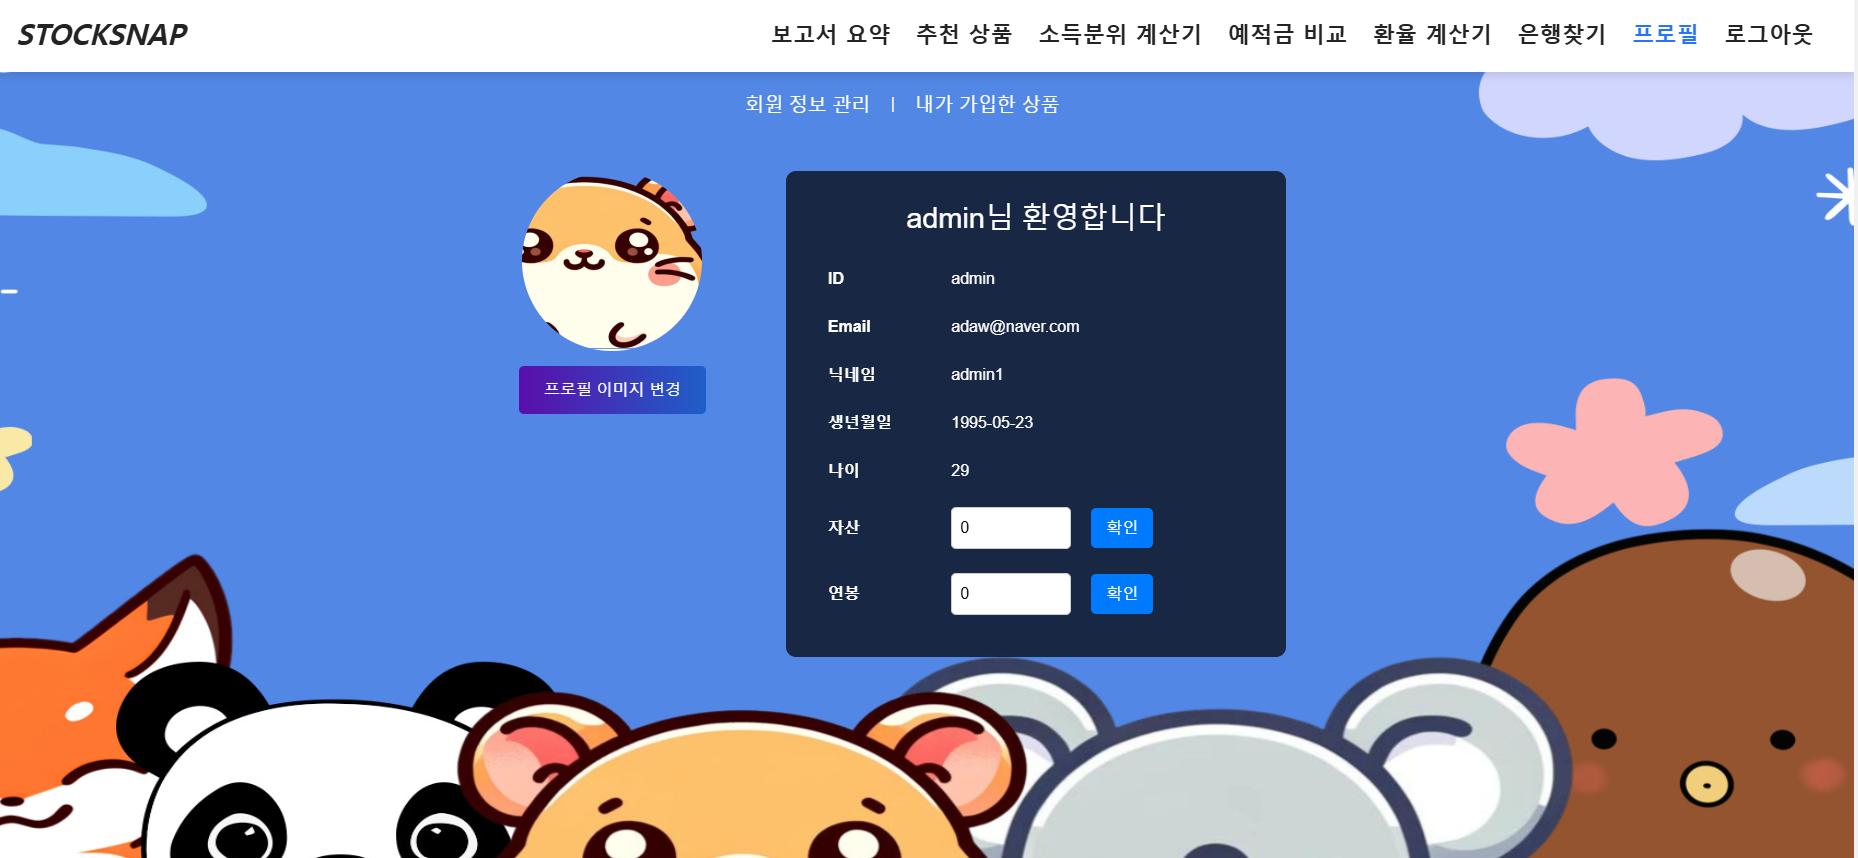 STOCKSNAP 보고서 요약 추천 상품 소득분위 계산기 예적금 비교 환율 계산기 은행찾기 프로필 로그아웃
회원 정보 관리 | 내가 가입한 상품
admin님 환영합니다
ID admin
Email adaw@naver.com
닉네임 admin1
생년월일 1995-05-23
나이 29
자산 0 확인
연봉 0 확인
프로필 이미지 변경